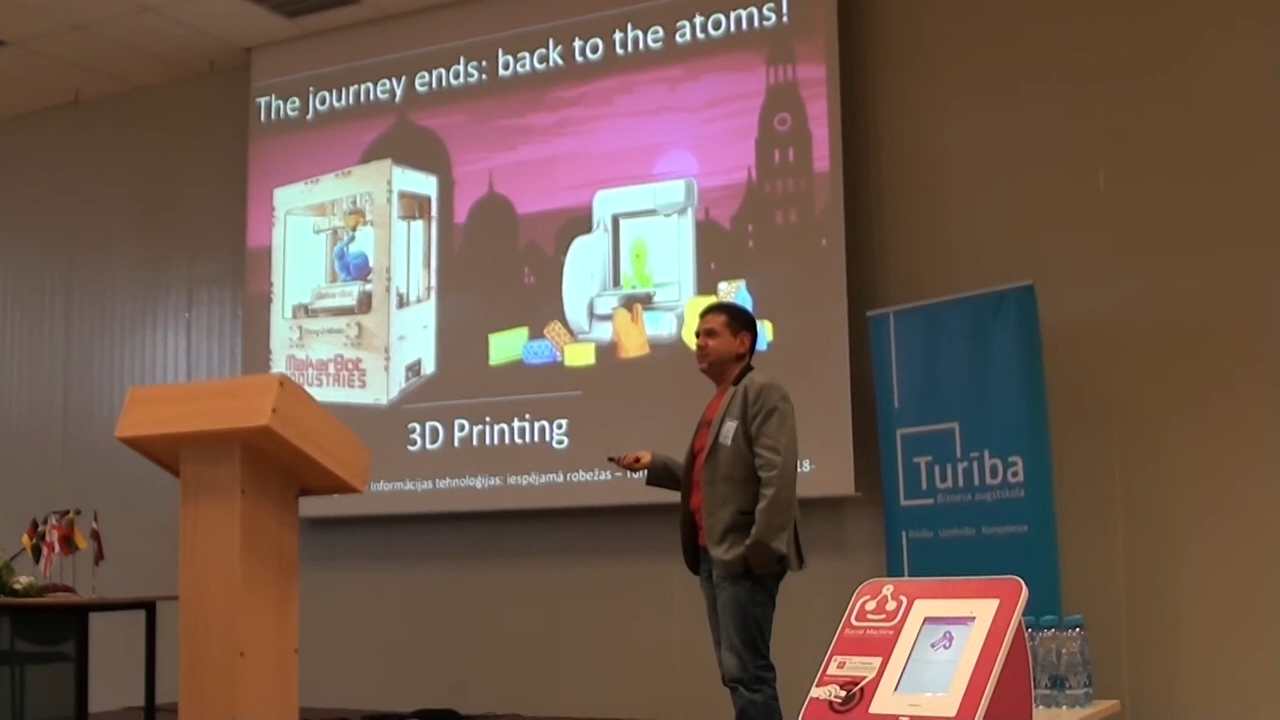 The journey ends: back to the atoms!
MakerBot
INDUSTRIES
3D Printing
Informācijas tehnoloģijas: iespējamā robežas –
18-
Turība
Biznesa augstskola
Social Machine